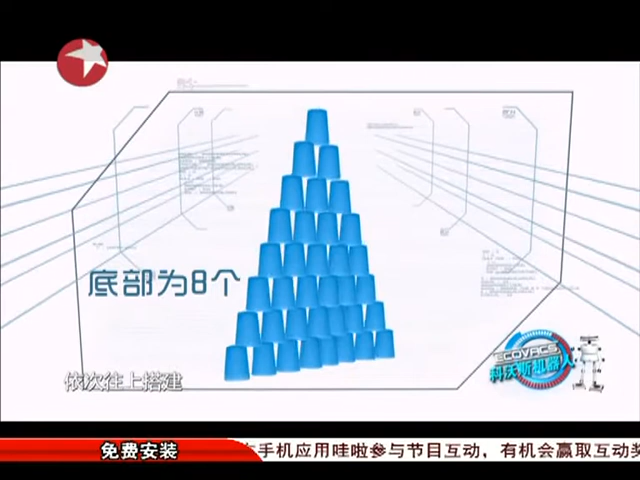 底部为8个
依次往上搭建
ECOVACS
科沃斯机器人
免费安装
手机应用哇啦参与节目互动，有机会赢取互动奖